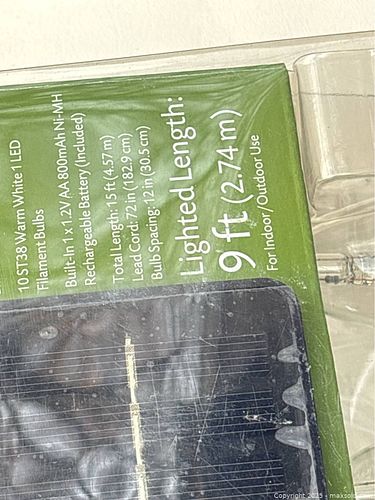 10 ST38 Warm White 1 LED
Filament Bulbs
Built-In 1 x 1.2V AA 800mAh Ni-MH
Rechargeable Battery (Included)
Total Length: 15 ft (4.57 m)
Lead Cord: 72 in (182.9 cm)
Bulb Spacing: 12 in (30.5 cm)
Lighted Length:
9 ft (2.74 m)
For Indoor/Outdoor Use